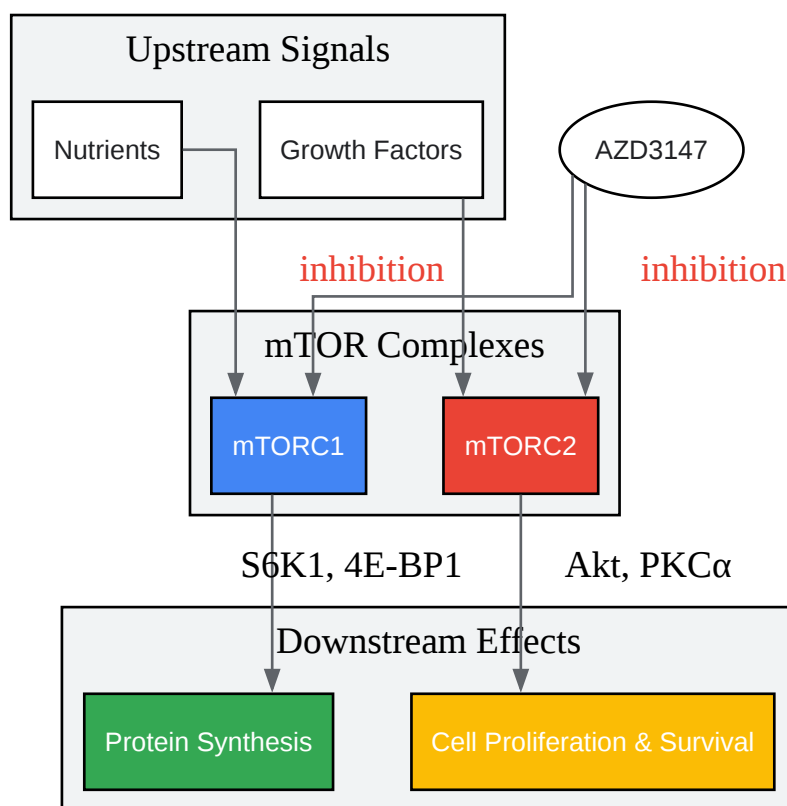 Upstream Signals
Nutrients
Growth Factors
AZD3147
inhibition
inhibition
mTOR Complexes
mTORC1
mTORC2
S6K1, 4E-BP1
Akt, PKCα
Downstream Effects
Protein Synthesis
Cell Proliferation & Survival